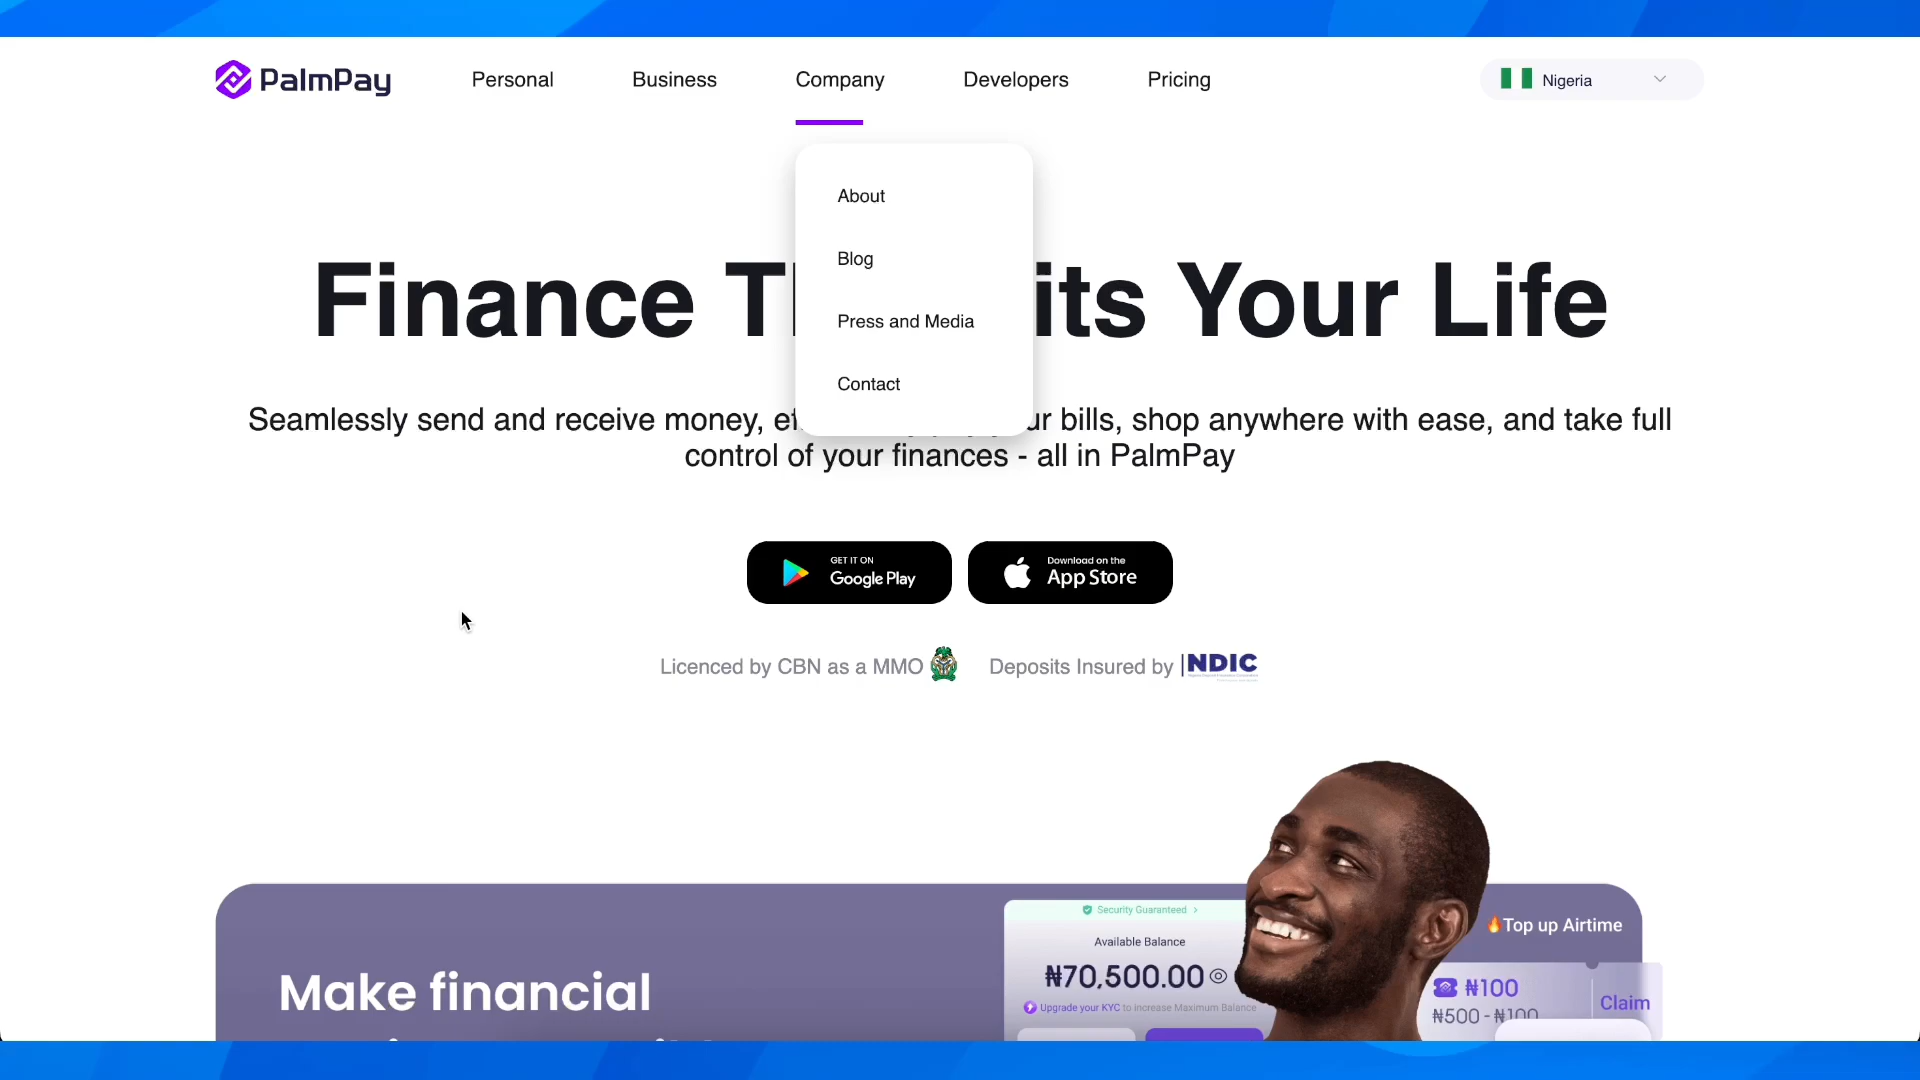 PalmPay
Personal
Business
Company
Developers
Pricing
Nigeria
About
Blog
Press and Media
Contact
Finance Th its Your Life
Seamlessly send and receive money, ur bills, shop anywhere with ease, and take full
control of your finances - all in PalmPay
GET IT ON
Google Play
Download on the
App Store
Licenced by CBN as a MMO
Deposits Insured by NDIC
Security Guaranteed
Available Balance
₦70,500.00
Upgrade your KYC to increase Maximum Balance
Top up Airtime
₦100
₦500 - ₦100
Claim
Make financial